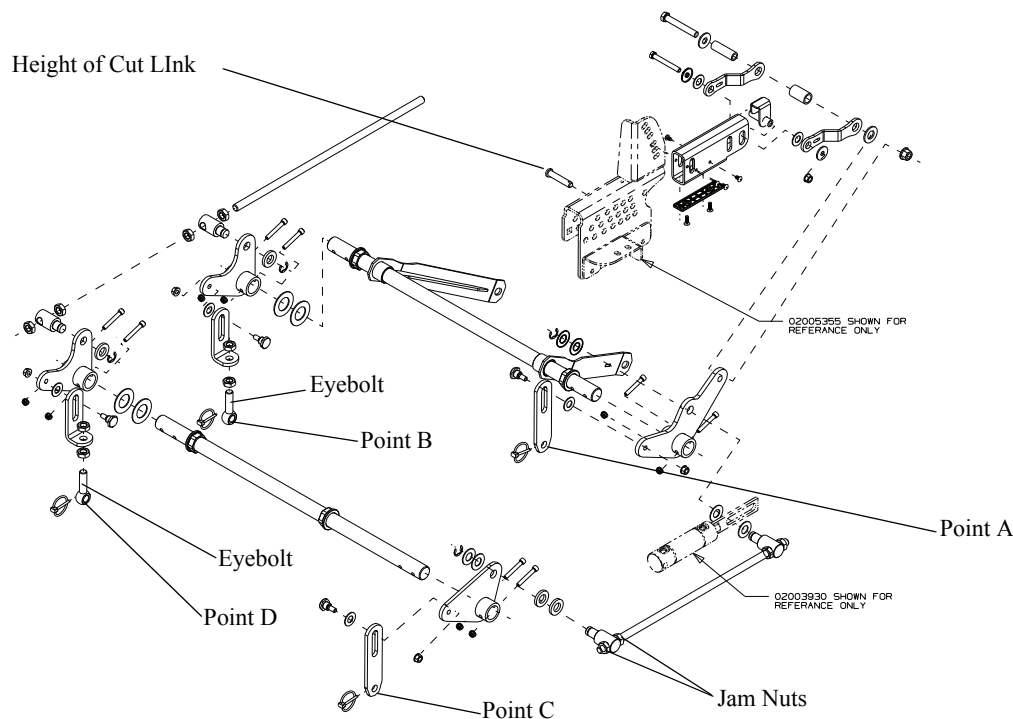 Height of Cut LInk
02005355 SHOWN FOR
REFERANCE ONLY
Eyebolt
Point B
Point A
Eyebolt
02003930 SHOWN FOR
REFERANCE ONLY
Point D
Jam Nuts
Point C